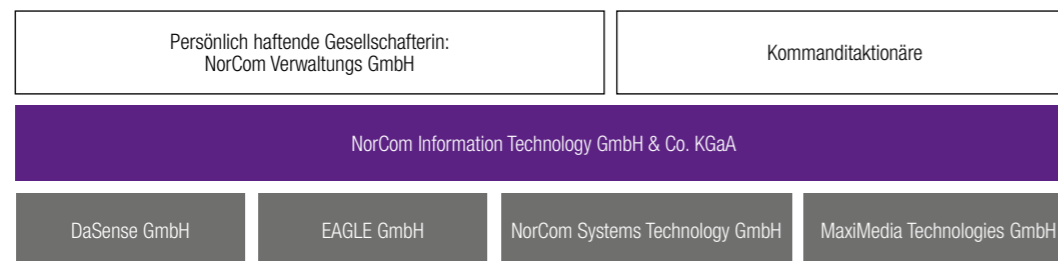 Persönlich haftende Gesellschafterin:
NorCom Verwaltungs GmbH
Kommanditaktionäre
NorCom Information Technology GmbH & Co. KGaA
DaSense GmbH
EAGLE GmbH
NorCom Systems Technology GmbH
MaxiMedia Technologies GmbH